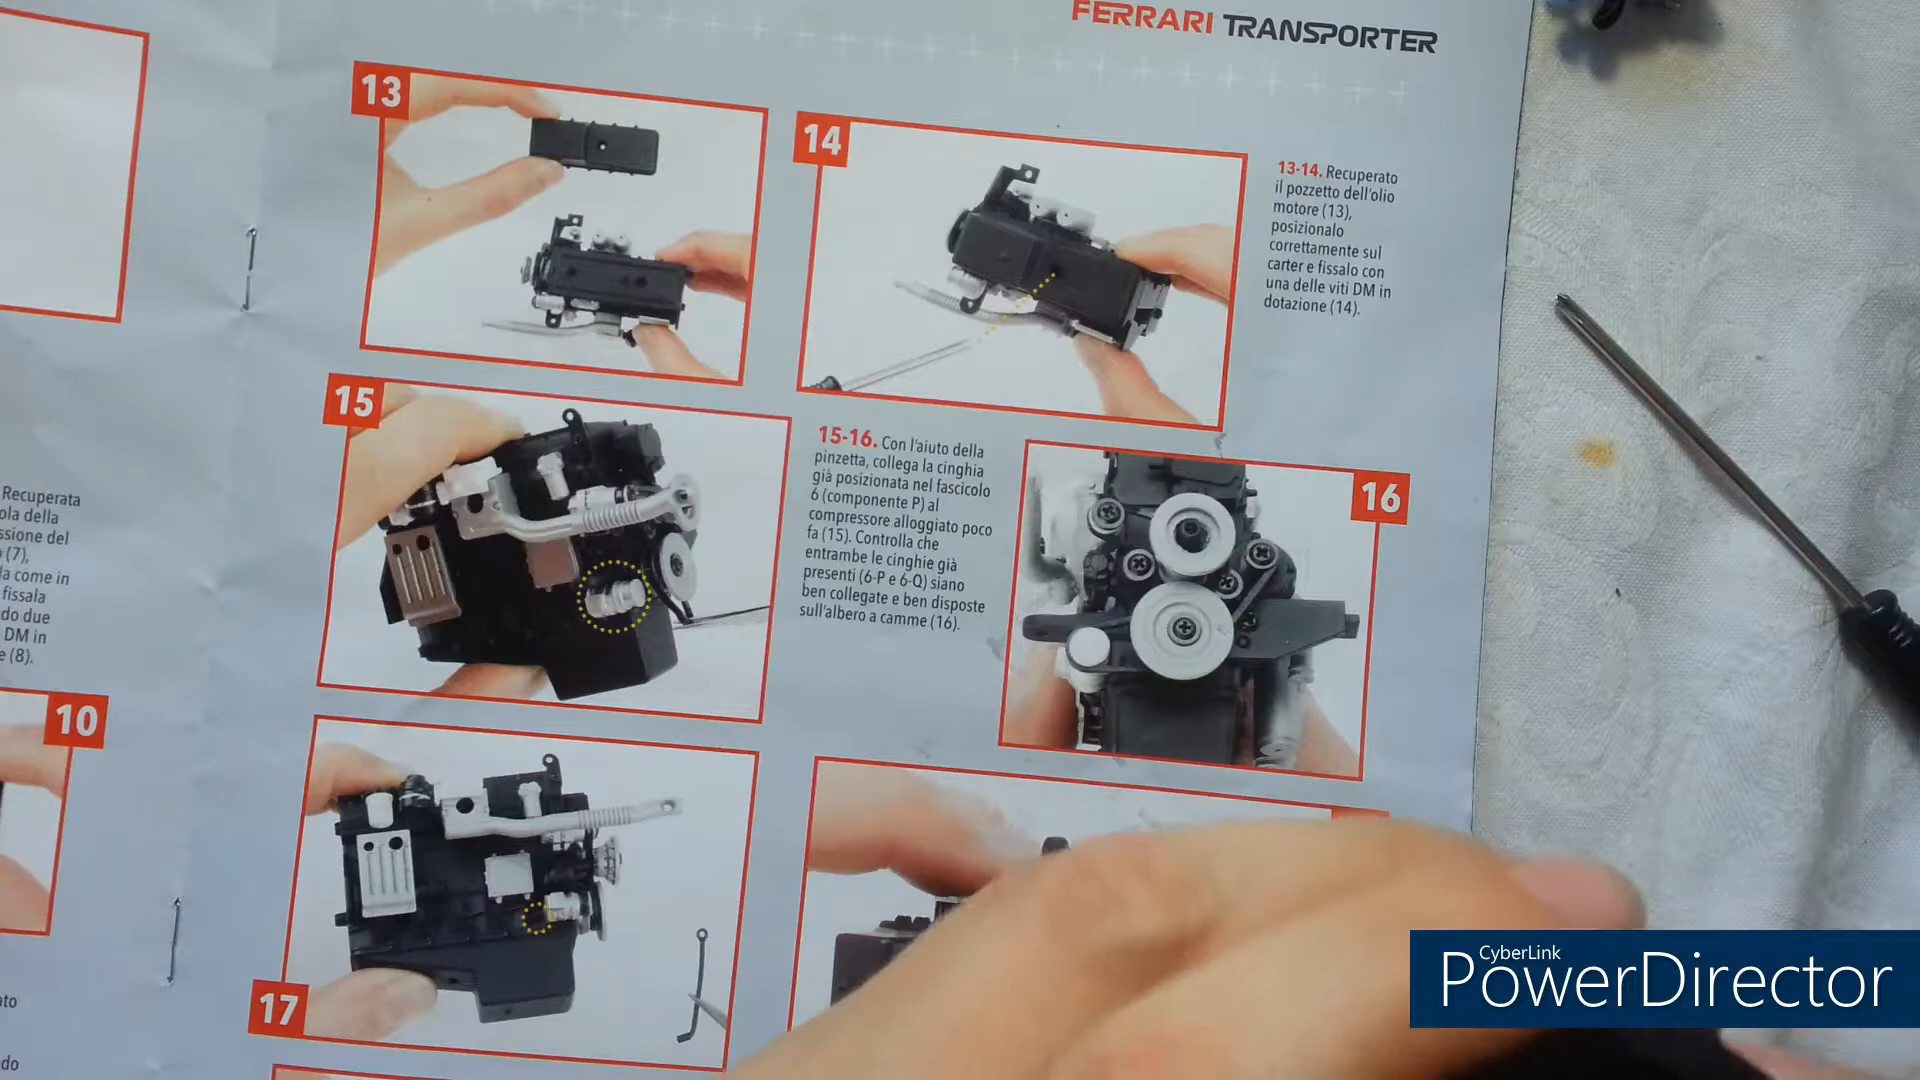 FERRARI TRANSPORTER
13
14
13-14. Recuperato
il pozzetto dell'olio
motore (13),
posizionalo
correttamente sul
carter e fissalo con
una delle viti DM in
dotazione (14).
15
15-16. Con l'aiuto della
pinzetta, collega la cinghia
già posizionata nel fascicolo
6 (componente P) al
compressore alloggiato poco
fa (15). Controlla che
entrambe le cinghie già
presenti (6-P e 6-Q) siano
ben collegate e ben disposte
sull'albero a camme (16).
16
Recuperata
ola della
ssione del
(7),
la come in
fissala
do due
DM in
e (8).
10
17
ato
do
CyberLink
PowerDirector